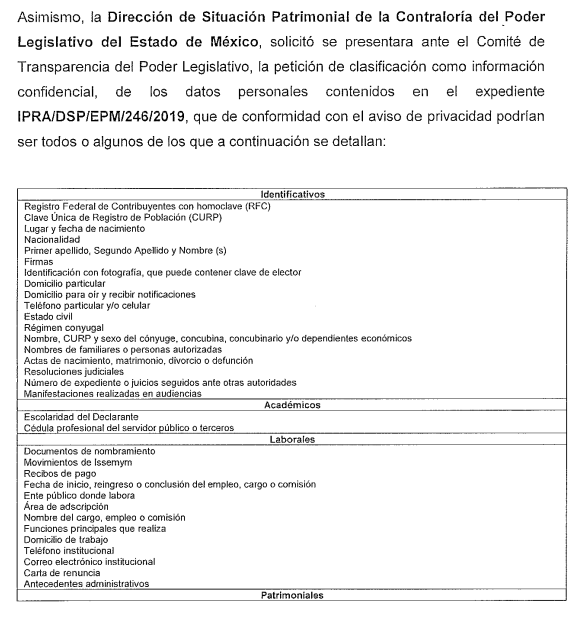 Asimismo, la Dirección de Situación Patrimonial de la Contraloría del Poder
Legislativo del Estado de México, solicitó se presentara ante el Comité de
Transparencia del Poder Legislativo, la petición de clasificación como información
confidencial, de los datos personales contenidos en el expediente
IPRA/DSP/EPM/246/2019, que de conformidad con el aviso de privacidad podrían
ser todos o algunos de los que a continuación se detallan:
Identificativos
Registro Federal de Contribuyentes con homoclave (RFC)
Clave Única de Registro de Población (CURP)
Lugar y fecha de nacimiento
Nacionalidad
Primer apellido, Segundo Apellido y Nombre (s)
Firmas
Identificación con fotografía, que puede contener clave de elector
Domicilio particular
Domicilio para oír y recibir notificaciones
Teléfono particular y/o celular
Estado civil
Régimen conyugal
Nombre, CURP y sexo del cónyuge, concubina, concubinario y/o dependientes económicos
Nombres de familiares o personas autorizadas
Actas de nacimiento, matrimonio, divorcio o defunción
Resoluciones judiciales
Número de expediente o juicios seguidos ante otras autoridades
Manifestaciones realizadas en audiencias
Académicos
Escolaridad del Declarante
Cédula profesional del servidor público o terceros
Laborales
Documentos de nombramiento
Movimientos de Issemym
Recibos de pago
Fecha de inicio, reingreso o conclusión del empleo, cargo o comisión
Ente público donde labora
Área de adscripción
Nombre del cargo, empleo o comisión
Funciones principales que realiza
Domicilio de trabajo
Teléfono institucional
Correo electrónico institucional
Carta de renuncia
Antecedentes administrativos
Patrimoniales